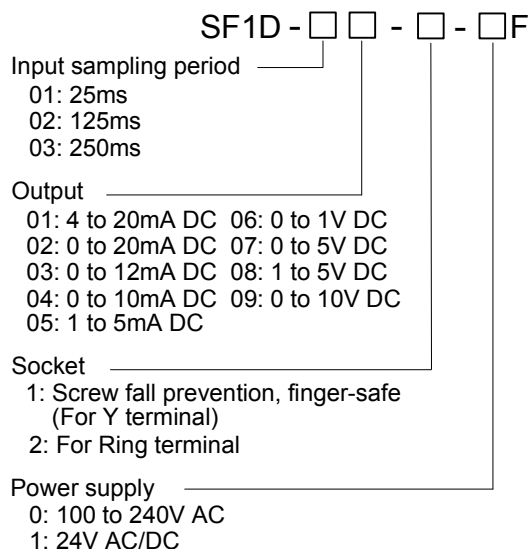 SF1D - □ □ - □ - □F
Input sampling period
01: 25ms
02: 125ms
03: 250ms
Output
01: 4 to 20mA DC 06: 0 to 1V DC
02: 0 to 20mA DC 07: 0 to 5V DC
03: 0 to 12mA DC 08: 1 to 5V DC
04: 0 to 10mA DC 09: 0 to 10V DC
05: 1 to 5mA DC
Socket
1: Screw fall prevention, finger-safe
(For Y terminal)
2: For Ring terminal
Power supply
0: 100 to 240V AC
1: 24V AC/DC